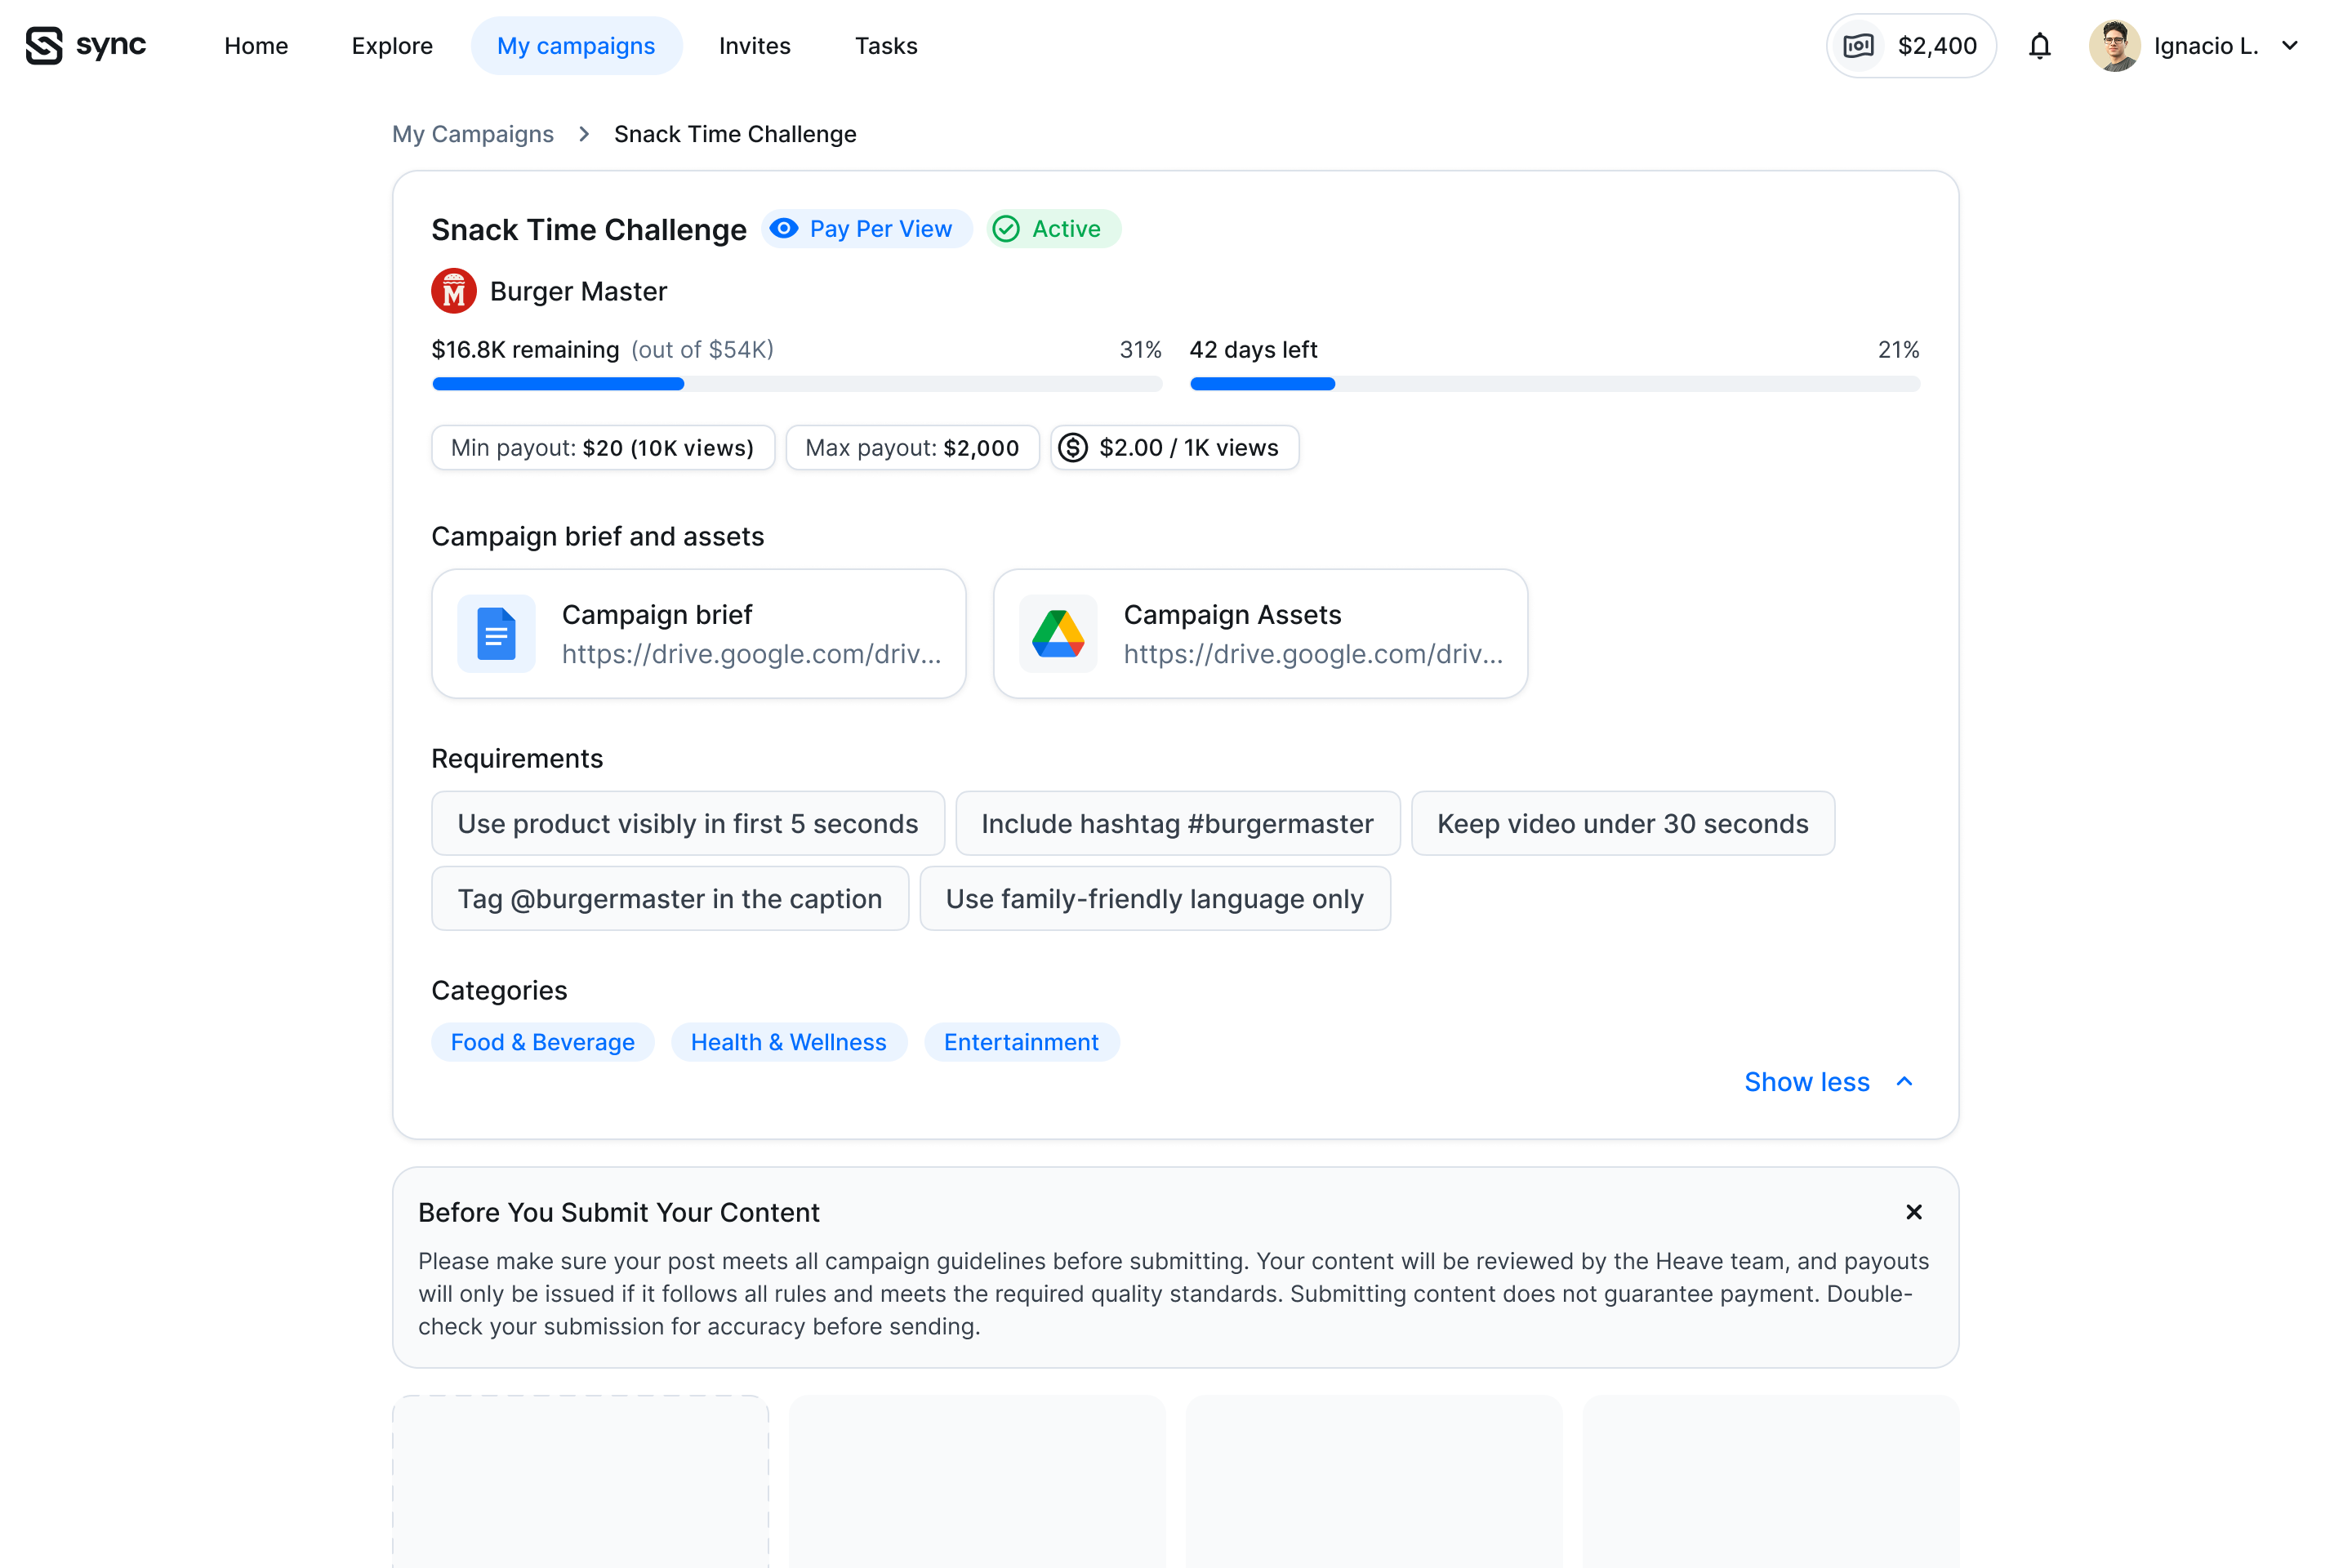 sync
Home
Explore
My campaigns
Invites
Tasks
$2,400
Ignacio L.
My Campaigns
Snack Time Challenge
Snack Time Challenge
Pay Per View
Active
M
Burger Master
$16.8K remaining (out of $54K)
31%
42 days left
21%
Min payout: $20 (10K views)
Max payout: $2,000
$2.00 / 1K views
Campaign brief and assets
Campaign brief
https://drive.google.com/driv...
Campaign Assets
https://drive.google.com/driv...
Requirements
Use product visibly in first 5 seconds
Include hashtag #burgermaster
Keep video under 30 seconds
Tag @burgermaster in the caption
Use family-friendly language only
Categories
Food & Beverage
Health & Wellness
Entertainment
Show less
Before You Submit Your Content
Please make sure your post meets all campaign guidelines before submitting. Your content will be reviewed by the Heave team, and payouts
will only be issued if it follows all rules and meets the required quality standards. Submitting content does not guarantee payment. Double-
check your submission for accuracy before sending.